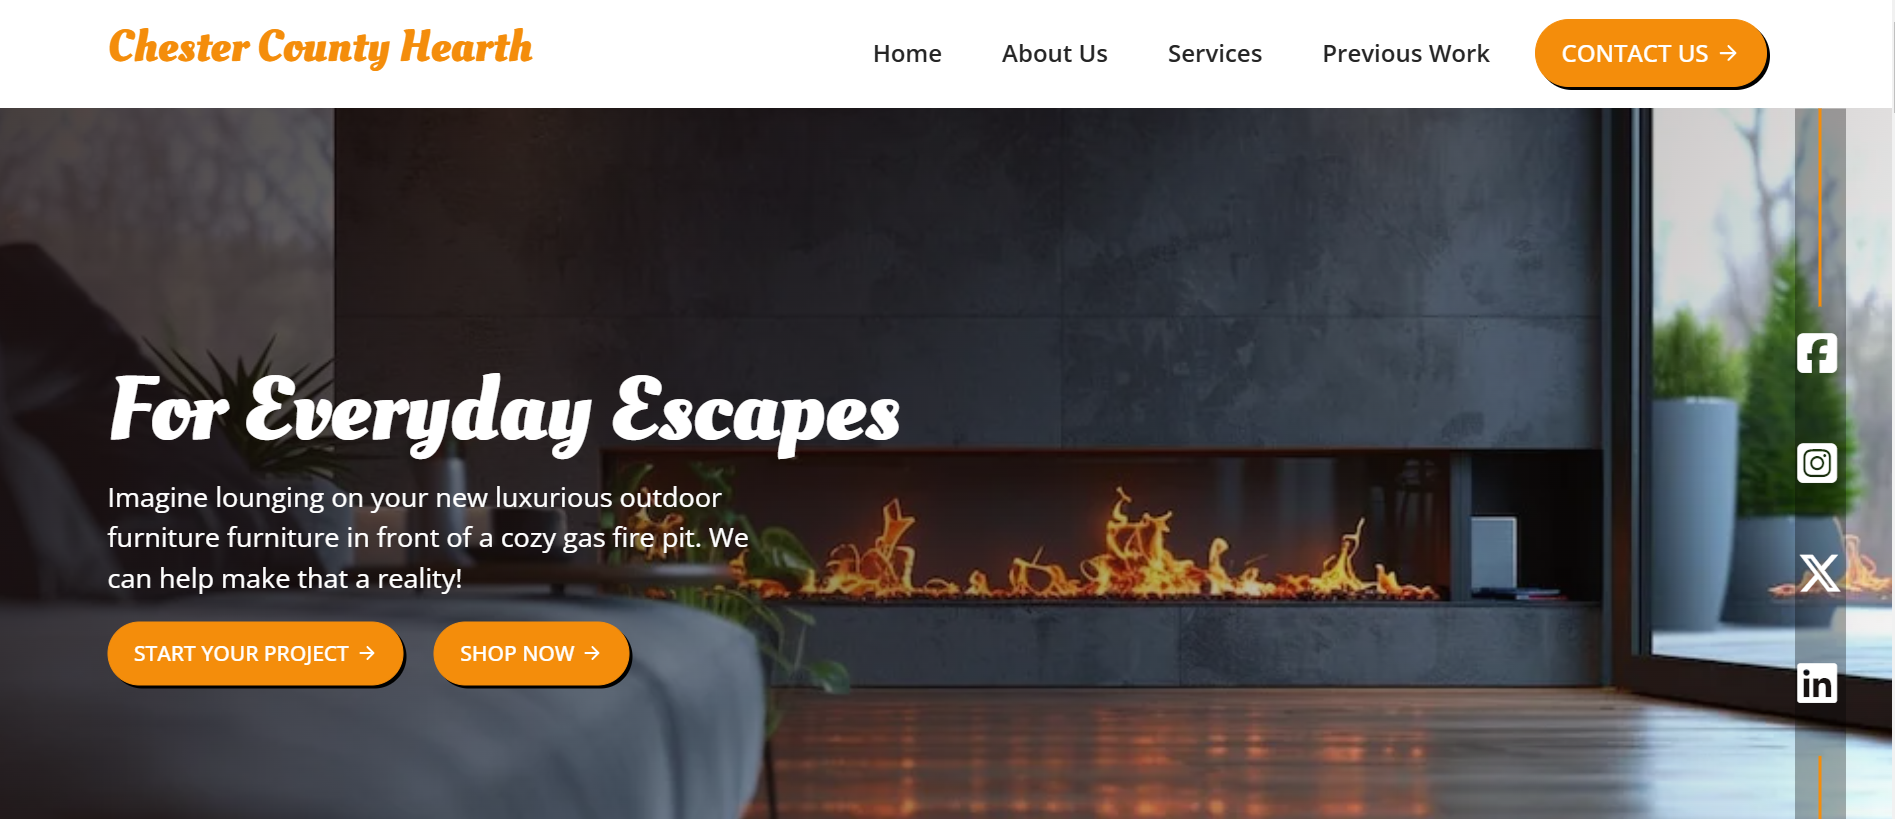 Chester County Hearth
Home
About Us
Services
Previous Work
CONTACT US →
For Everyday Escapes
Imagine lounging on your new luxurious outdoor
furniture furniture in front of a cozy gas fire pit. We
can help make that a reality!
START YOUR PROJECT →
SHOP NOW →